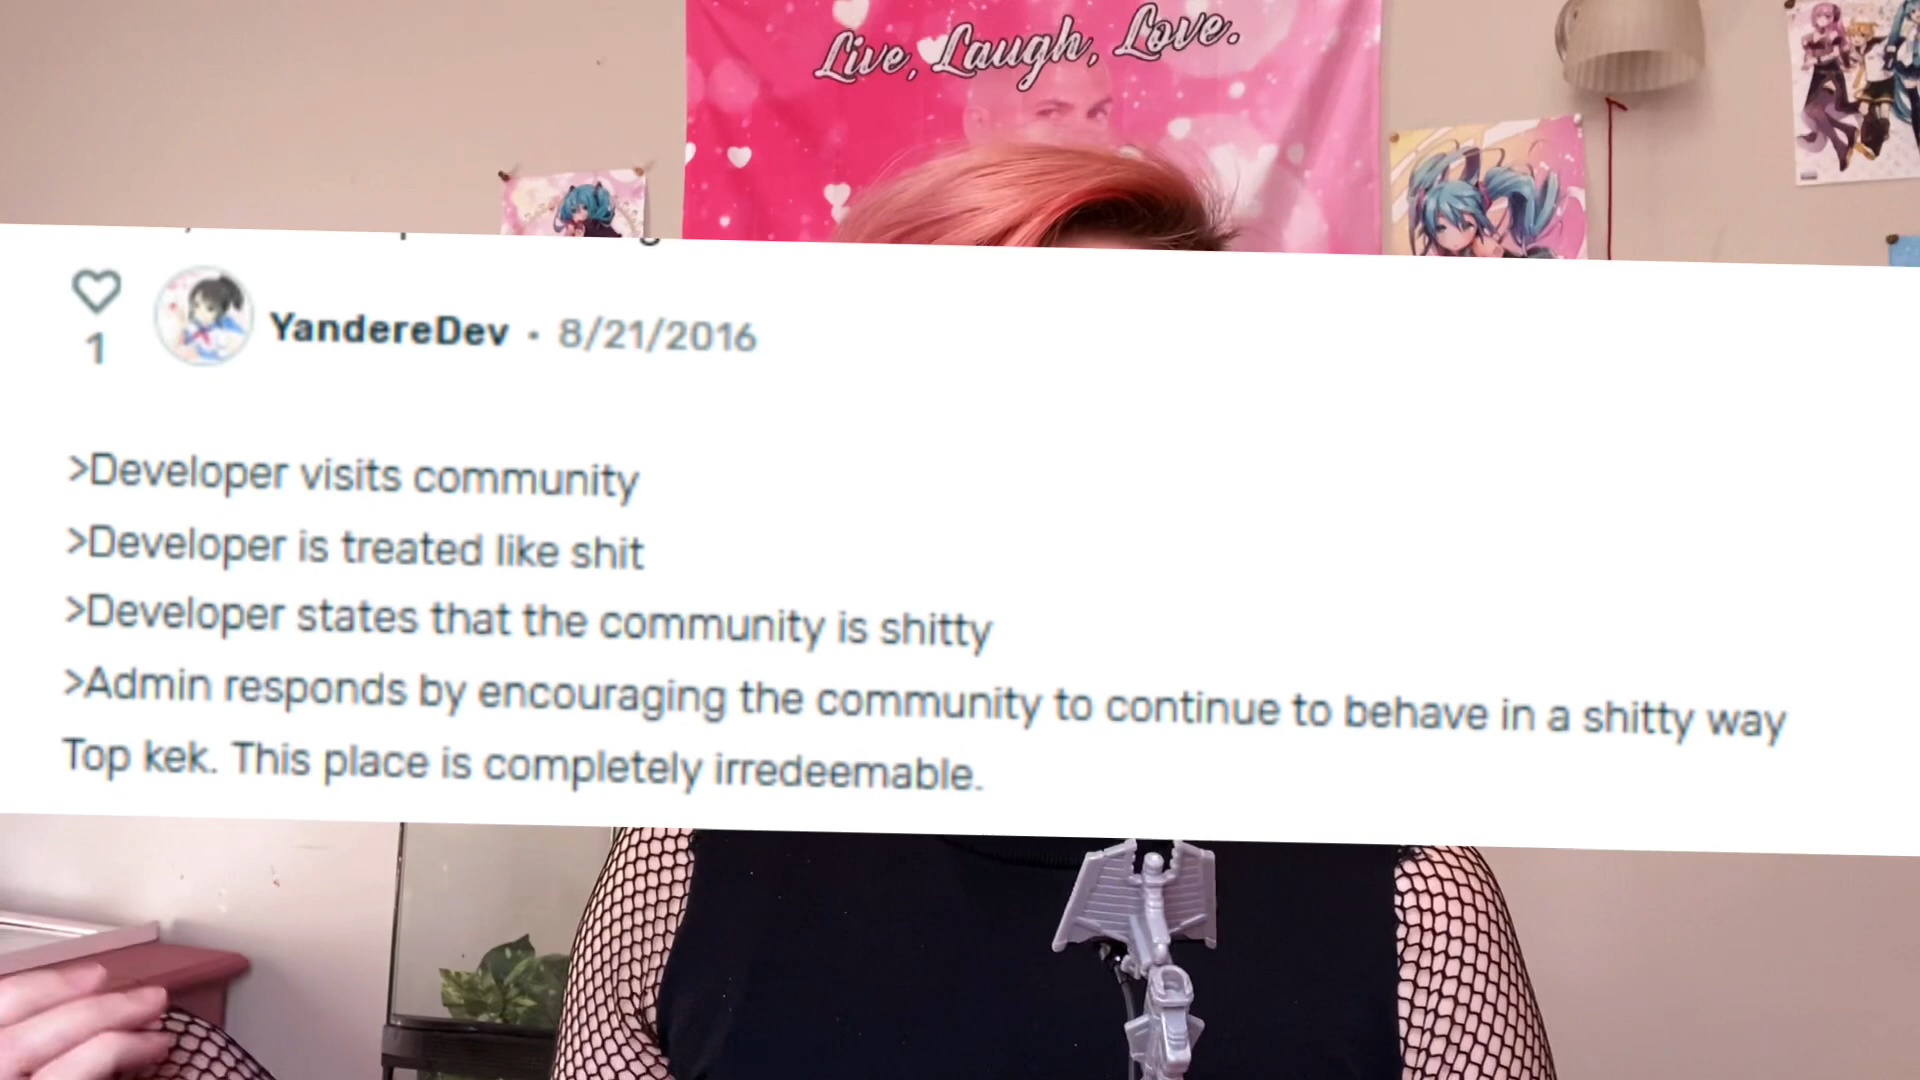 Live, Laugh, Love.
1
YandereDev · 8/21/2016
>Developer visits community
>Developer is treated like shit
>Developer states that the community is shitty
>Admin responds by encouraging the community to continue to behave in a shitty way
Top kek. This place is completely irredeemable.